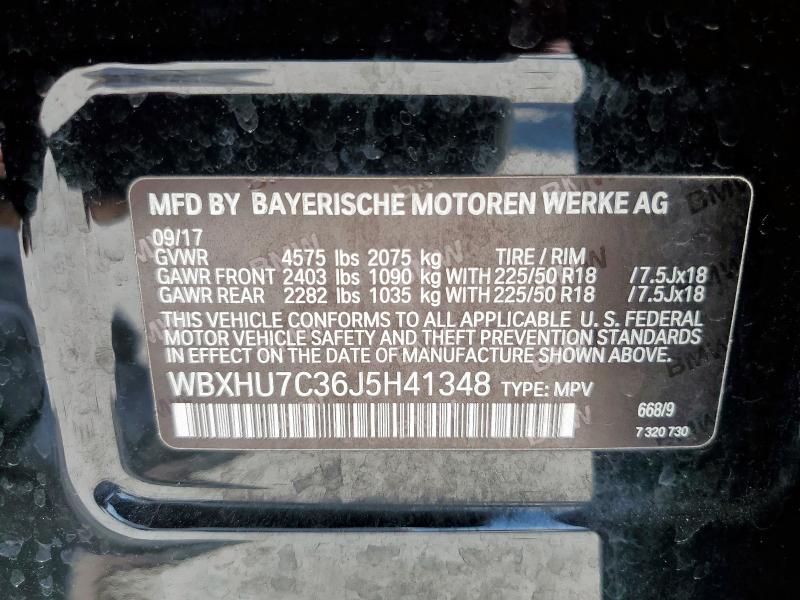 MFD BY BAYERISCHE MOTOREN WERKE AG
09/17
GVWR 4575 lbs 2075 kg TIRE / RIM
GAWR FRONT 2403 lbs 1090 kg WITH 225/50 R18 /7.5Jx18
GAWR REAR 2282 lbs 1035 kg WITH 225/50 R18 /7.5Jx18
THIS VEHICLE CONFORMS TO ALL APPLICABLE U. S. FEDERAL
MOTOR VEHICLE SAFETY AND THEFT PREVENTION STANDARDS
IN EFFECT ON THE DATE OF MANUFACTURE SHOWN ABOVE.
WBXHU7C36J5H41348 TYPE: MPV
668/9
7 320 730